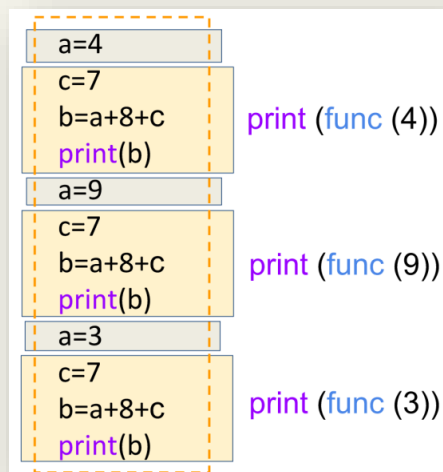 a=4
c=7
b=a+8+c
print(b)
print (func (4))
a=9
c=7
b=a+8+c
print(b)
print (func (9))
a=3
c=7
b=a+8+c
print(b)
print (func (3))